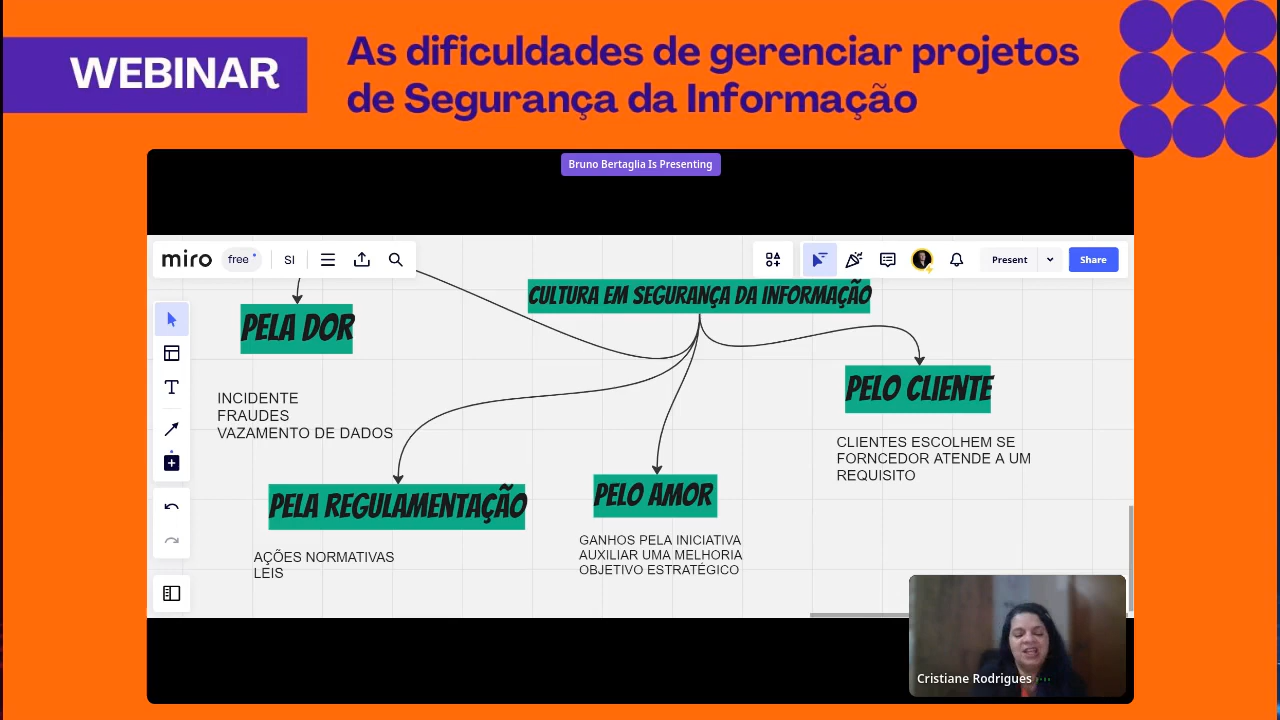 WEBINAR
As dificuldades de gerenciar projetos
de Segurança da Informação
Bruno Bertaglia Is Presenting
miro
free
SI
Present
Share
CULTURA EM SEGURANÇA DA INFORMAÇÃO
PELA DOR
INCIDENTE
FRAUDES
VAZAMENTO DE DADOS
PELO CLIENTE
CLIENTES ESCOLHEM SE
FORNCEDOR ATENDE A UM
REQUISITO
PELA REGULAMENTAÇÃO
AÇÕES NORMATIVAS
LEIS
PELO AMOR
GANHOS PELA INICIATIVA
AUXILIAR UMA MELHORIA
OBJETIVO ESTRATÉGICO
Cristiane Rodrigues